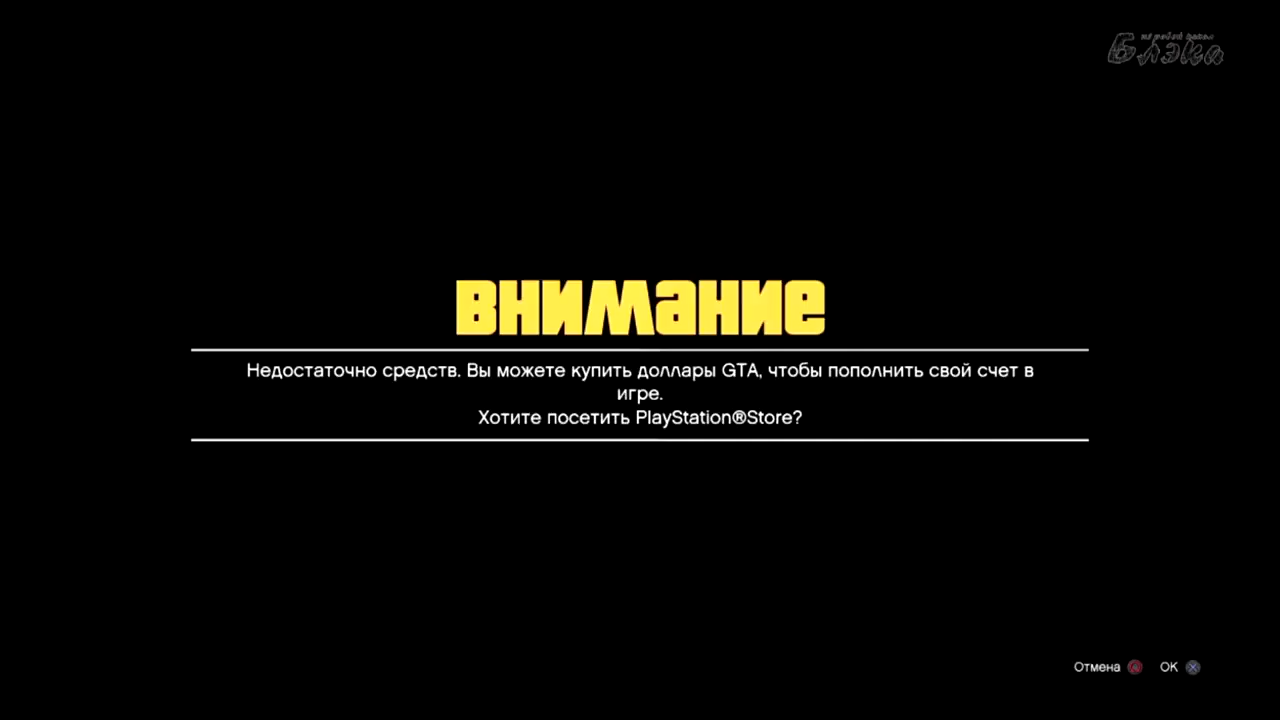 Блэка
внимание
Недостаточно средств. Вы можете купить доллары GTA, чтобы пополнить свой счет в
игре.
Хотите посетить PlayStation®Store?
Отмена OK